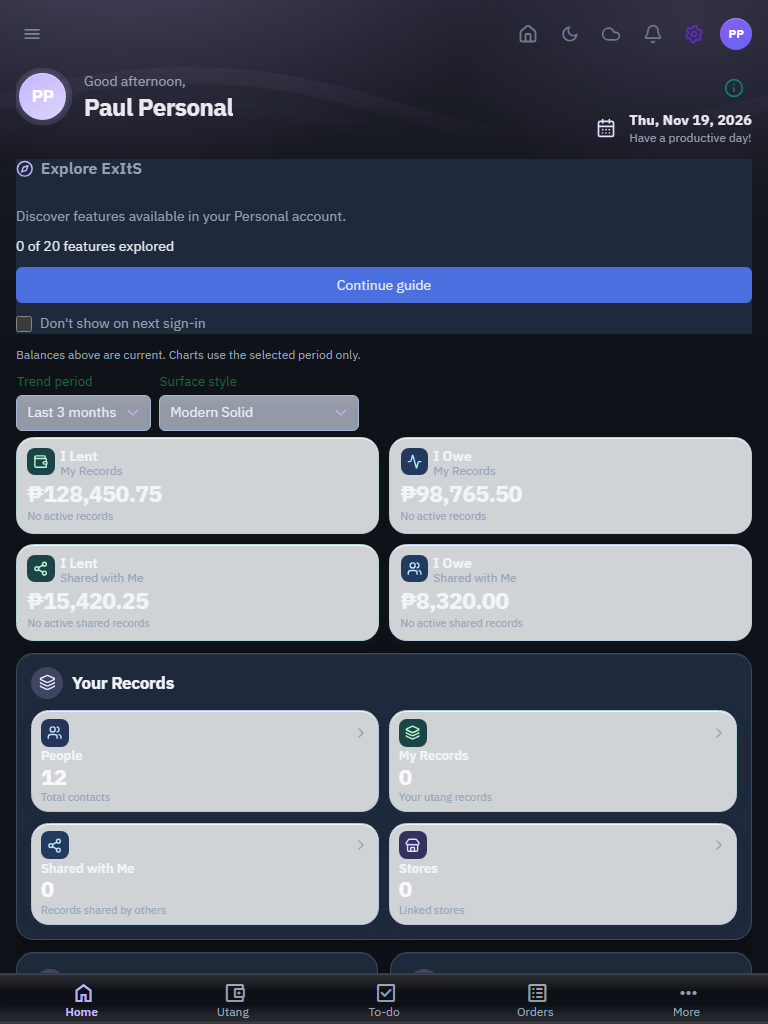 PP
PP
Good afternoon,
Paul Personal
Thu, Nov 19, 2026
Have a productive day!
Explore ExItS
Discover features available in your Personal account.
0 of 20 features explored
Continue guide
Don't show on next sign-in
Balances above are current. Charts use the selected period only.
Trend period
Surface style
Last 3 months
Modern Solid
I Lent
My Records
₱128,450.75
No active records
I Owe
My Records
₱98,765.50
No active records
I Lent
Shared with Me
₱15,420.25
No active shared records
I Owe
Shared with Me
₱8,320.00
No active shared records
Your Records
People
12
Total contacts
My Records
0
Your utang records
Shared with Me
0
Records shared by others
Stores
0
Linked stores
Home
Utang
To-do
Orders
More